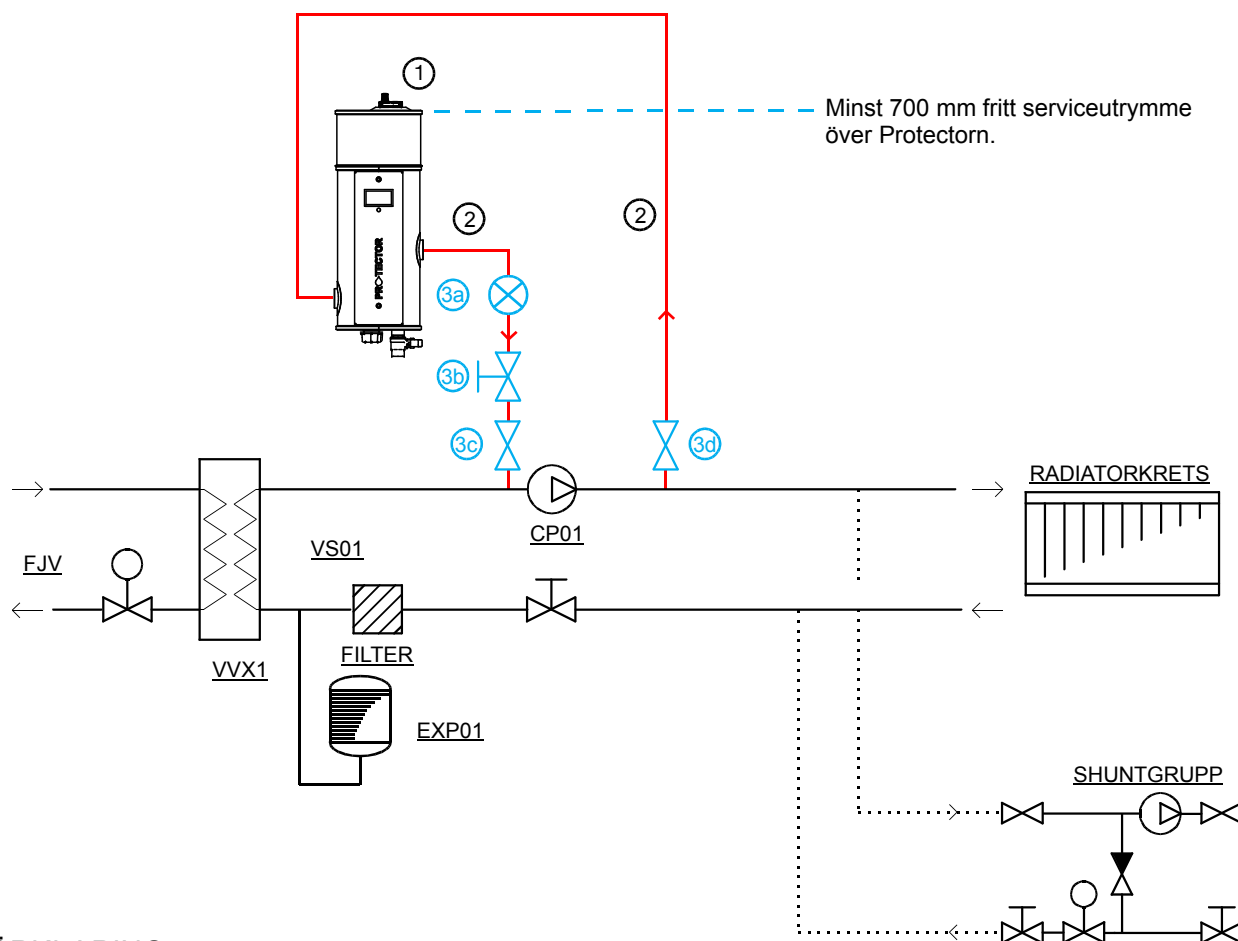 1
Minst 700 mm fritt serviceutrymme
över Protectorn.
2
2
PROTECTOR
3a
3b
3c
3d
RADIATORKRETS
CP01
VS01
FJV
FILTER
VVX1
EXP01
SHUNTGRUPP